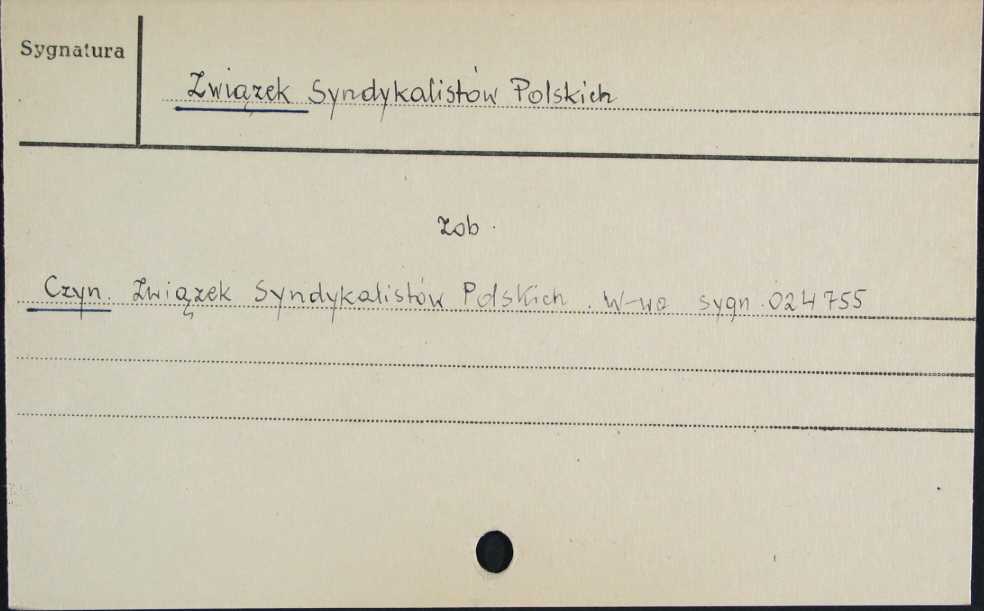 Sygnatura
Związek Syndykalistów Polskich
Zob.
Czyn. Związek Syndykalistów Polskich. W-wa sygn. 024755